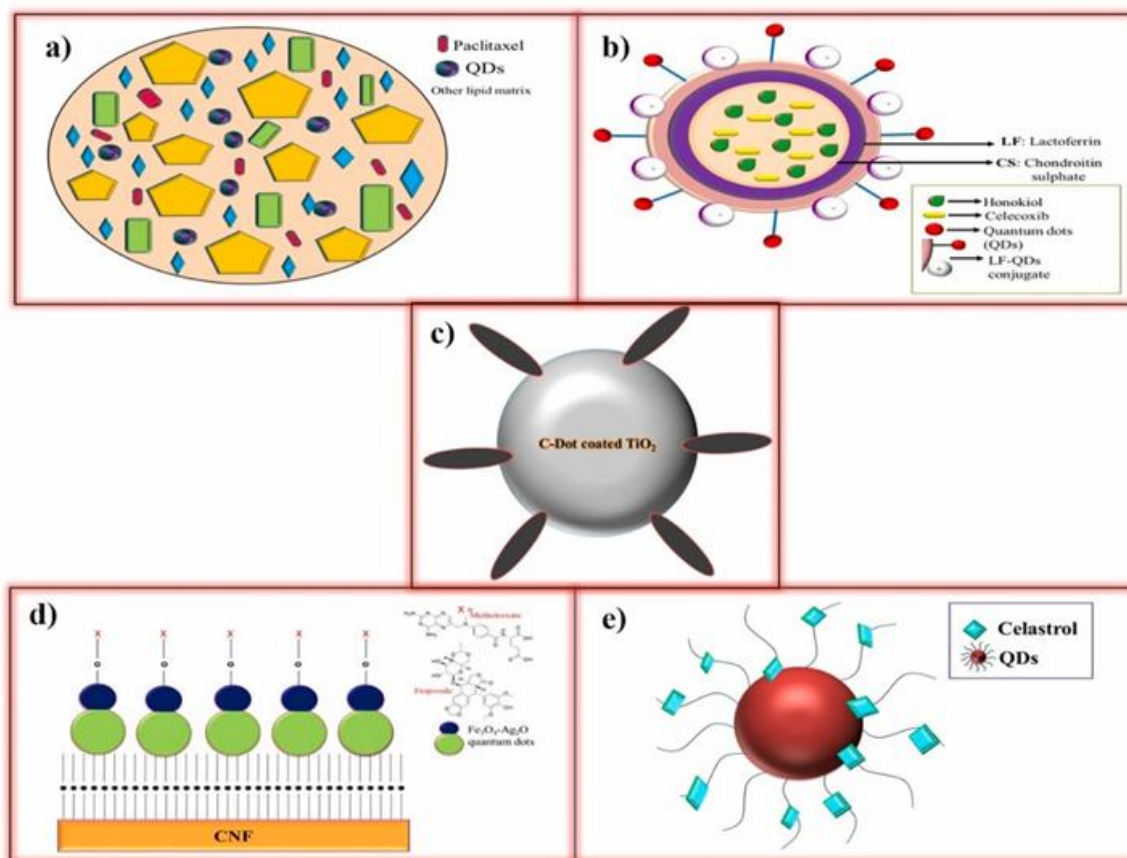 a)
Paclitaxel
QDs
Other lipid matrix
b)
LF: Lactoferrin
CS: Chondroitin
sulphate
Honokiol
Celecoxib
Quantum dots
(QDs)
LF-QDs
conjugate
c)
C-Dot coated TiO₂
d)
X X X X X
X =
Methotrexate
Etoposide
Fe₃O₄-Ag₂O
quantum dots
CNF
e)
Celastrol
QDs